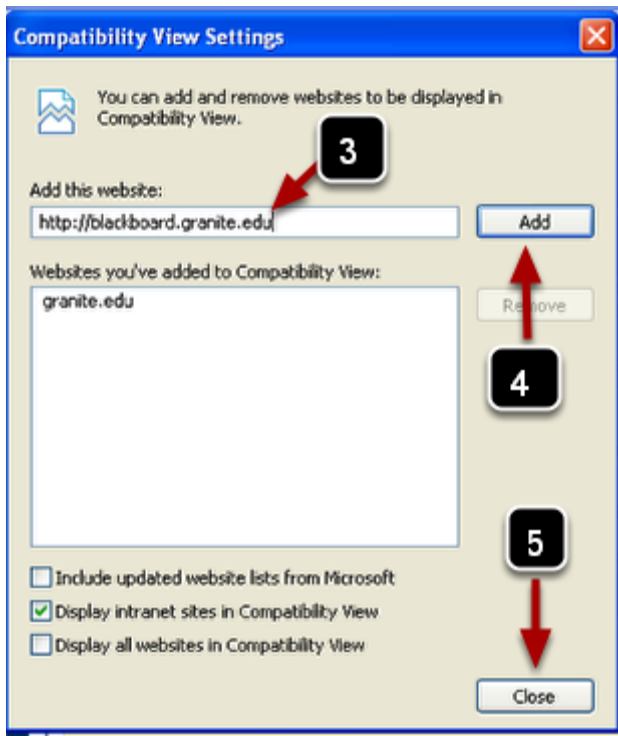 Compatibility View Settings
You can add and remove websites to be displayed in
Compatibility View.
3
Add this website:
http://blackboard.granite.edu
Add
Websites you've added to Compatibility View:
granite.edu
Remove
4
5
Include updated website lists from Microsoft
Display intranet sites in Compatibility View
Display all websites in Compatibility View
Close